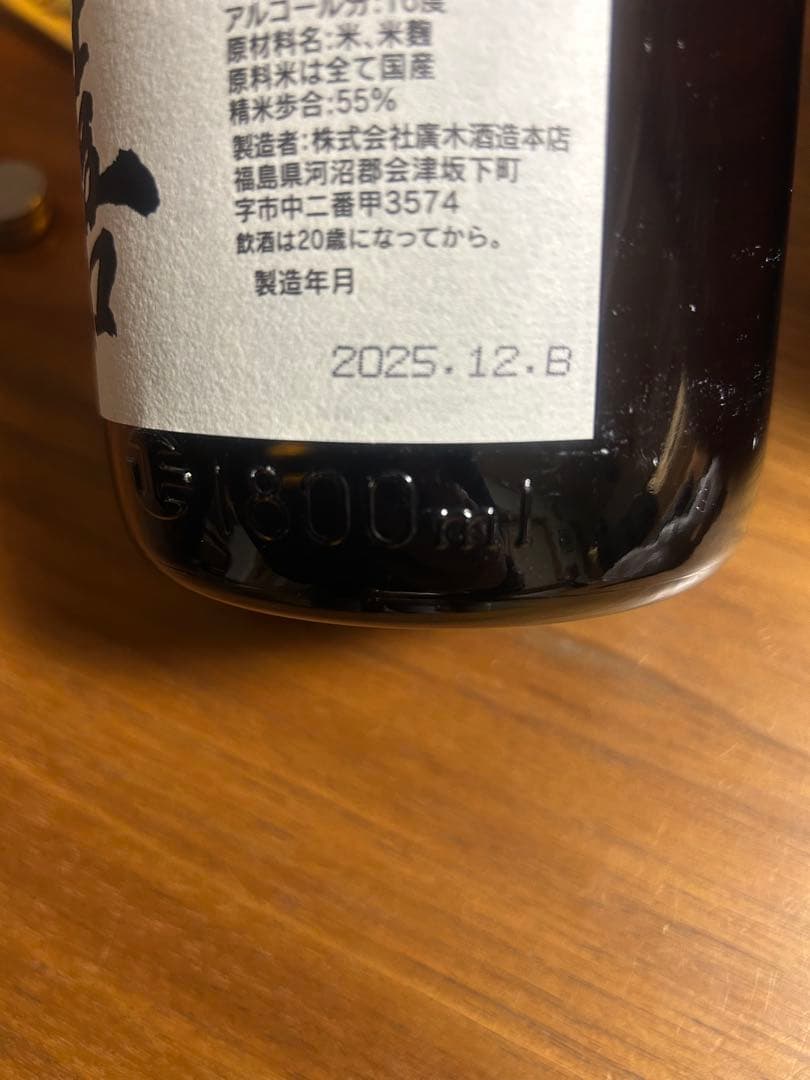 アルコール分:16度
原材料名:米、米麹
原料米は全て国産
精米歩合:55%
製造者:株式会社廣木酒造本店
福島県河沼郡会津坂下町
字市中二番甲3574
飲酒は20歳になってから。
製造年月
2025.12.B
1800ml